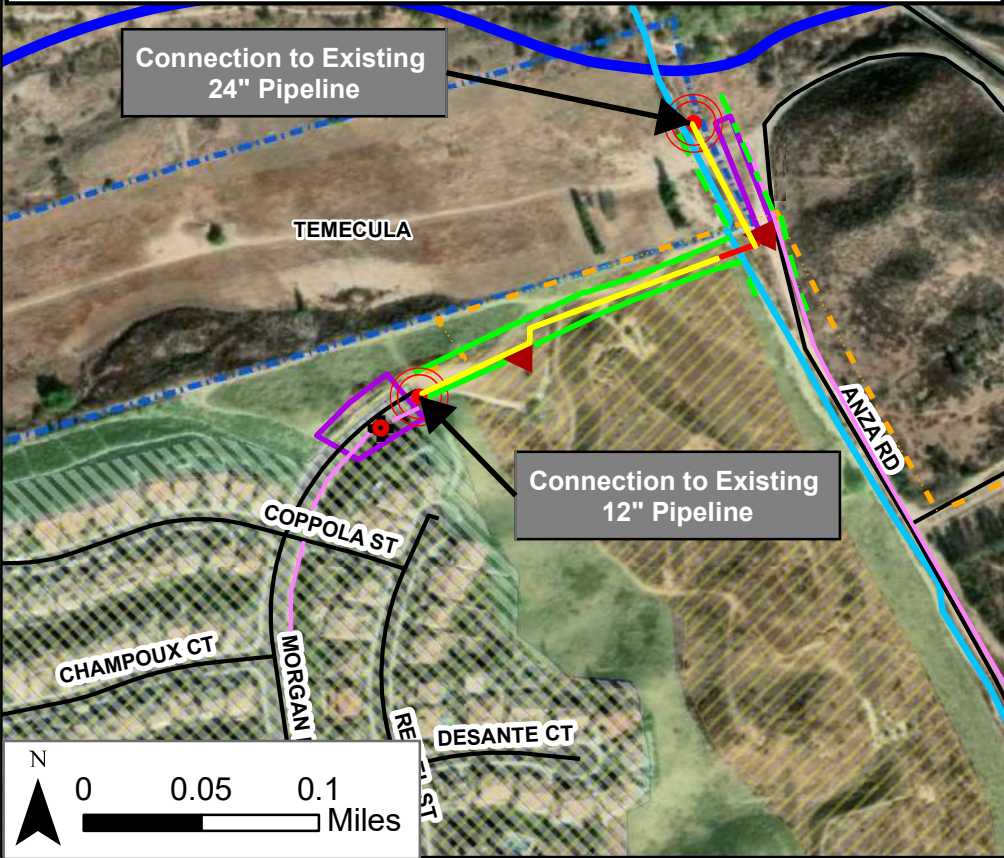 Connection to Existing
24" Pipeline
TEMECULA
ANZA RD
Connection to Existing
12" Pipeline
COPPOLA ST
CHAMPOUX CT
MORGAN
DESANTE CT
ST
N
0 0.05 0.1
Miles